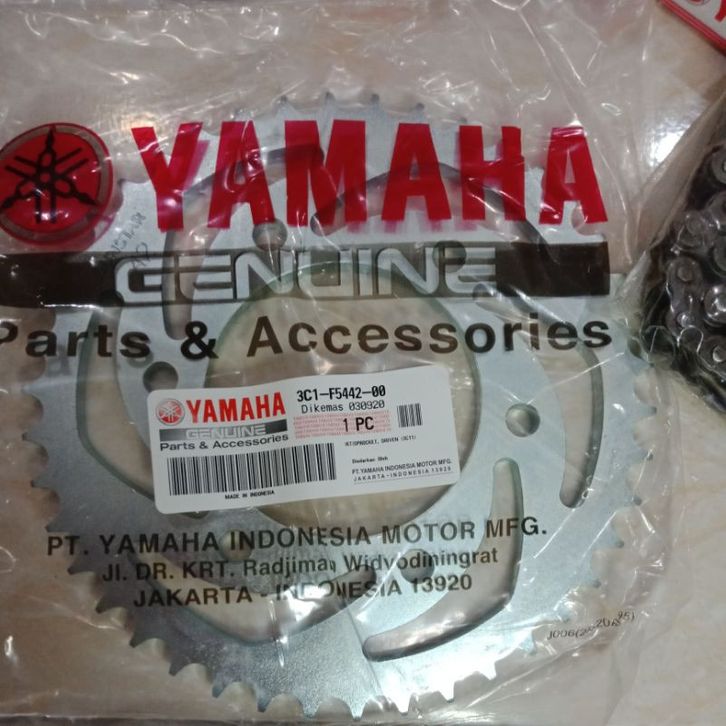 YAMAHA
GENUINE
Parts & Accessories
YAMAHA
GENUINE
Parts & Accessories
3C1-F5442-00
Dikemas 030920
1 PC
MADE IN INDONESIA
PT.YAMAHA INDONESIA MOTOR MFG.
JAKARTA-INDONESIA 13920
PT. YAMAHA INDONESIA MOTOR MFG.
Jl. DR. KRT. Radjiman Widyodiningrat
JAKARTA - INDONESIA 13920